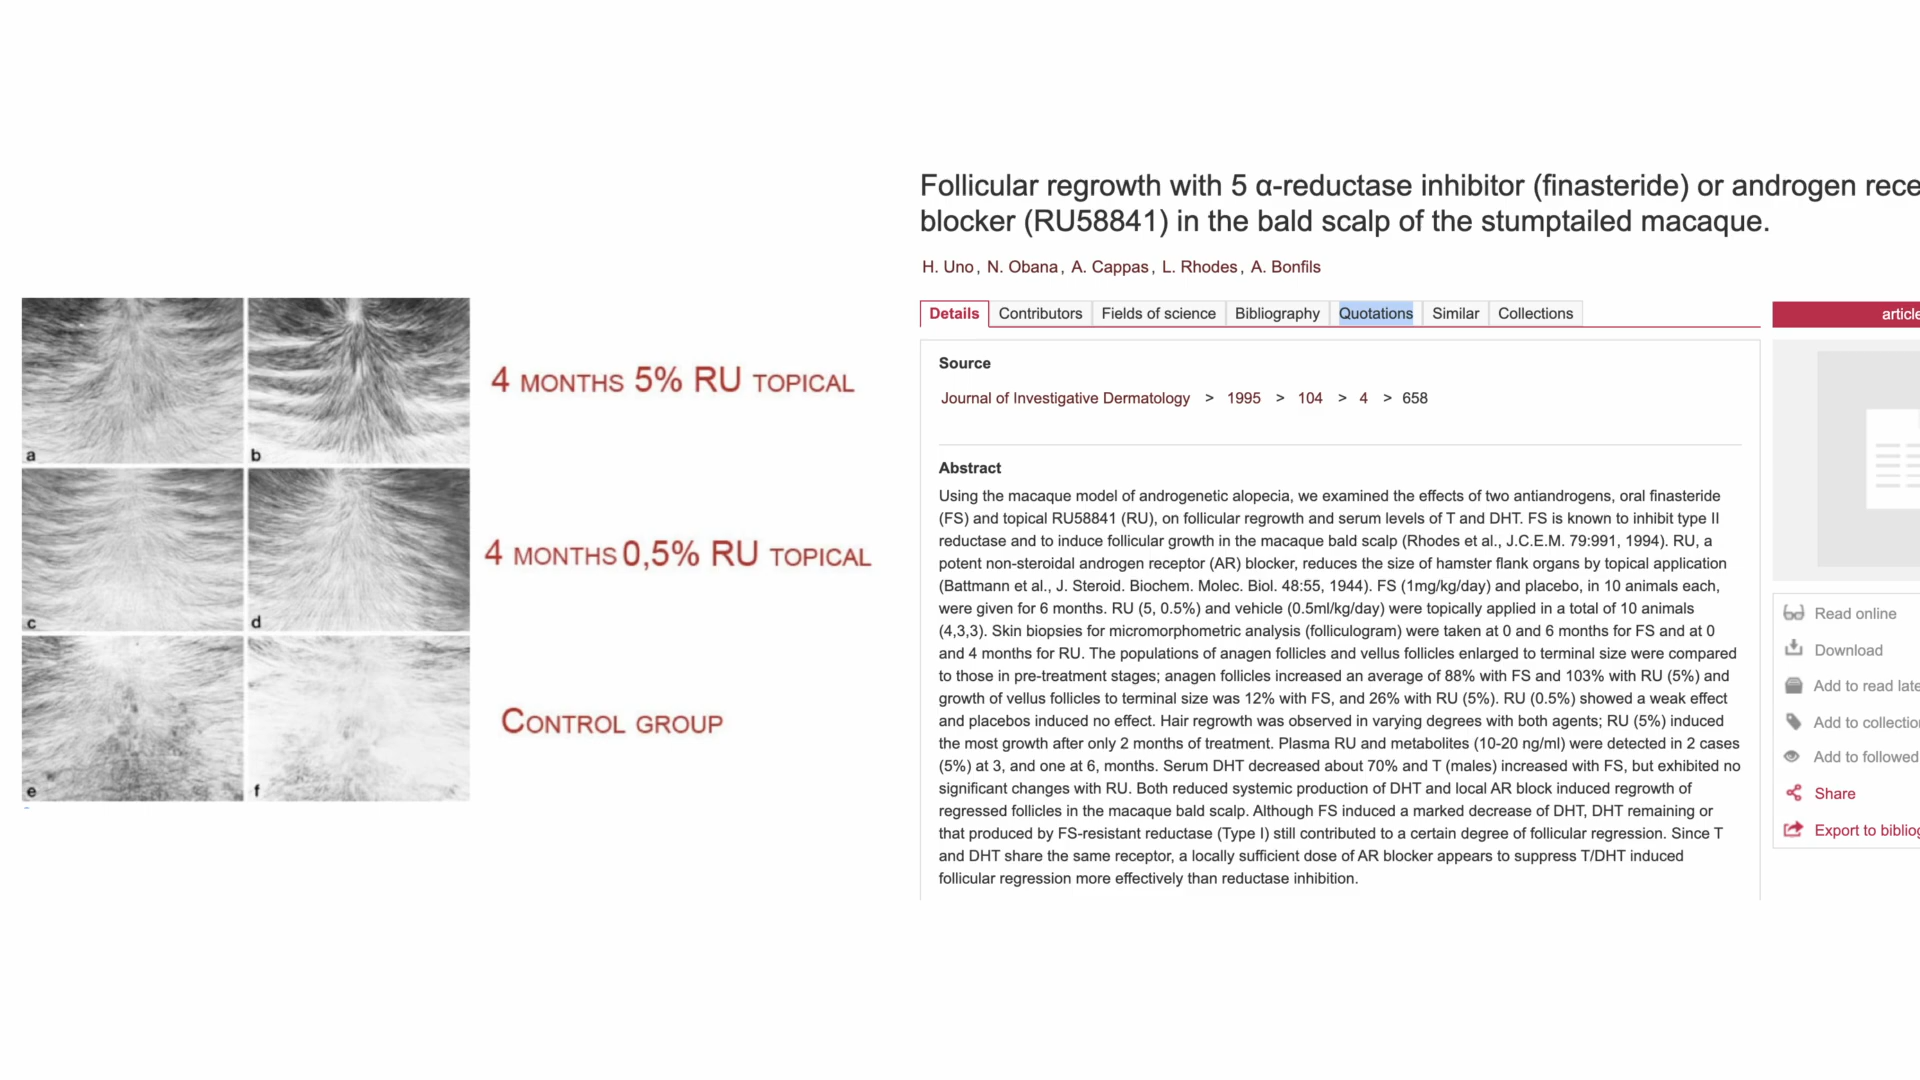 a
b
4 MONTHS 5% RU TOPICAL
c
d
4 MONTHS 0,5% RU TOPICAL
e
f
CONTROL GROUP
Follicular regrowth with 5 α-reductase inhibitor (finasteride) or androgen rece
blocker (RU58841) in the bald scalp of the stumptailed macaque.
H. Uno, N. Obana, A. Cappas, L. Rhodes, A. Bonfils
Details Contributors Fields of science Bibliography Quotations Similar Collections
Source
Journal of Investigative Dermatology > 1995 > 104 > 4 > 658
Abstract
Using the macaque model of androgenetic alopecia, we examined the effects of two antiandrogens, oral finasteride
(FS) and topical RU58841 (RU), on follicular regrowth and serum levels of T and DHT. FS is known to inhibit type II
reductase and to induce follicular growth in the macaque bald scalp (Rhodes et al., J.C.E.M. 79:991, 1994). RU, a
potent non-steroidal androgen receptor (AR) blocker, reduces the size of hamster flank organs by topical application
(Battmann et al., J. Steroid. Biochem. Molec. Biol. 48:55, 1944). FS (1mg/kg/day) and placebo, in 10 animals each,
were given for 6 months. RU (5, 0.5%) and vehicle (0.5ml/kg/day) were topically applied in a total of 10 animals
(4,3,3). Skin biopsies for micromorphometric analysis (folliculogram) were taken at 0 and 6 months for FS and at 0
and 4 months for RU. The populations of anagen follicles and vellus follicles enlarged to terminal size were compared
to those in pre-treatment stages; anagen follicles increased an average of 88% with FS and 103% with RU (5%) and
growth of vellus follicles to terminal size was 12% with FS, and 26% with RU (5%). RU (0.5%) showed a weak effect
and placebos induced no effect. Hair regrowth was observed in varying degrees with both agents; RU (5%) induced
the most growth after only 2 months of treatment. Plasma RU and metabolites (10-20 ng/ml) were detected in 2 cases
(5%) at 3, and one at 6, months. Serum DHT decreased about 70% and T (males) increased with FS, but exhibited no
significant changes with RU. Both reduced systemic production of DHT and local AR block induced regrowth of
regressed follicles in the macaque bald scalp. Although FS induced a marked decrease of DHT, DHT remaining or
that produced by FS-resistant reductase (Type I) still contributed to a certain degree of follicular regression. Since T
and DHT share the same receptor, a locally sufficient dose of AR blocker appears to suppress T/DHT induced
follicular regression more effectively than reductase inhibition.
article
Read online
Download
Add to read late
Add to collectio
Add to followed
Share
Export to bibliog